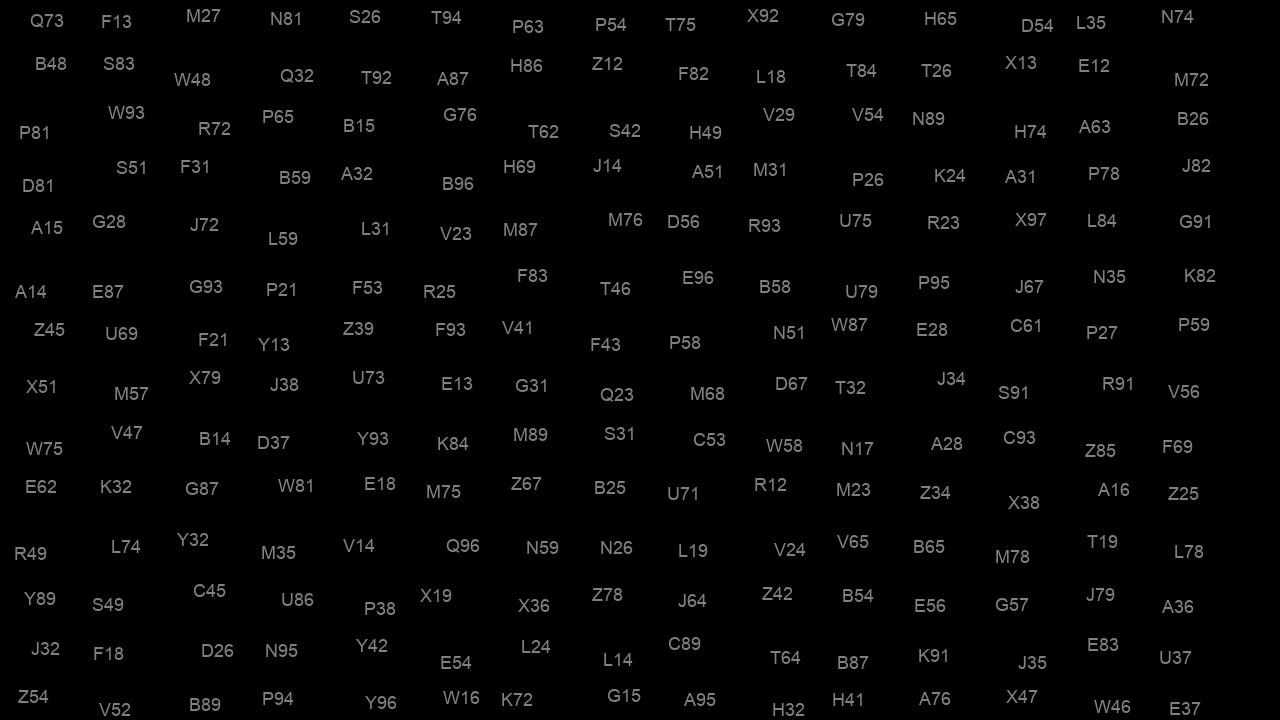 Q73 F13 M27 N81 S26 T94 P63 P54 T75 X92 G79 H65 D54 L35 N74
B48 S83 W48 Q32 T92 A87 H86 Z12 F82 L18 T84 T26 X13 E12 M72
P81 W93 R72 P65 B15 G76 T62 S42 H49 V29 V54 N89 H74 A63 B26
D81 S51 F31 B59 A32 B96 H69 J14 A51 M31 P26 K24 A31 P78 J82
A15 G28 J72 L59 L31 V23 M87 M76 D56 R93 U75 R23 X97 L84 G91
A14 E87 G93 P21 F53 R25 F83 T46 E96 B58 U79 P95 J67 N35 K82
Z45 U69 F21 Y13 Z39 F93 V41 F43 P58 N51 W87 E28 C61 P27 P59
X51 M57 X79 J38 U73 E13 G31 Q23 M68 D67 T32 J34 S91 R91 V56
W75 V47 B14 D37 Y93 K84 M89 S31 C53 W58 N17 A28 C93 Z85 F69
E62 K32 G87 W81 E18 M75 Z67 B25 U71 R12 M23 Z34 X38 A16 Z25
R49 L74 Y32 M35 V14 Q96 N59 N26 L19 V24 V65 B65 M78 T19 L78
Y89 S49 C45 U86 P38 X19 X36 Z78 J64 Z42 B54 E56 G57 J79 A36
J32 F18 D26 N95 Y42 E54 L24 L14 C89 T64 B87 K91 J35 E83 U37
Z54 V52 B89 P94 Y96 W16 K72 G15 A95 H32 H41 A76 X47 W46 E37